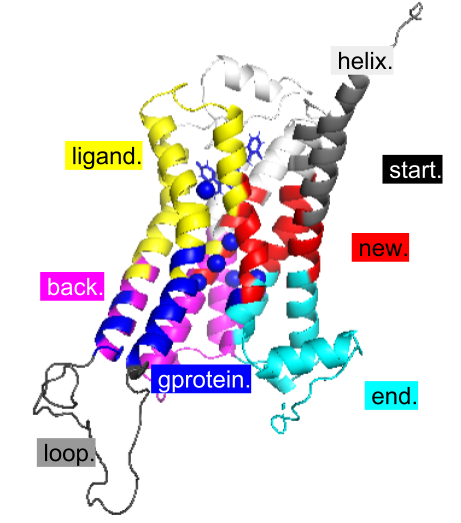 helix.
ligand.
start.
new.
back.
gprotein.
end.
loop.